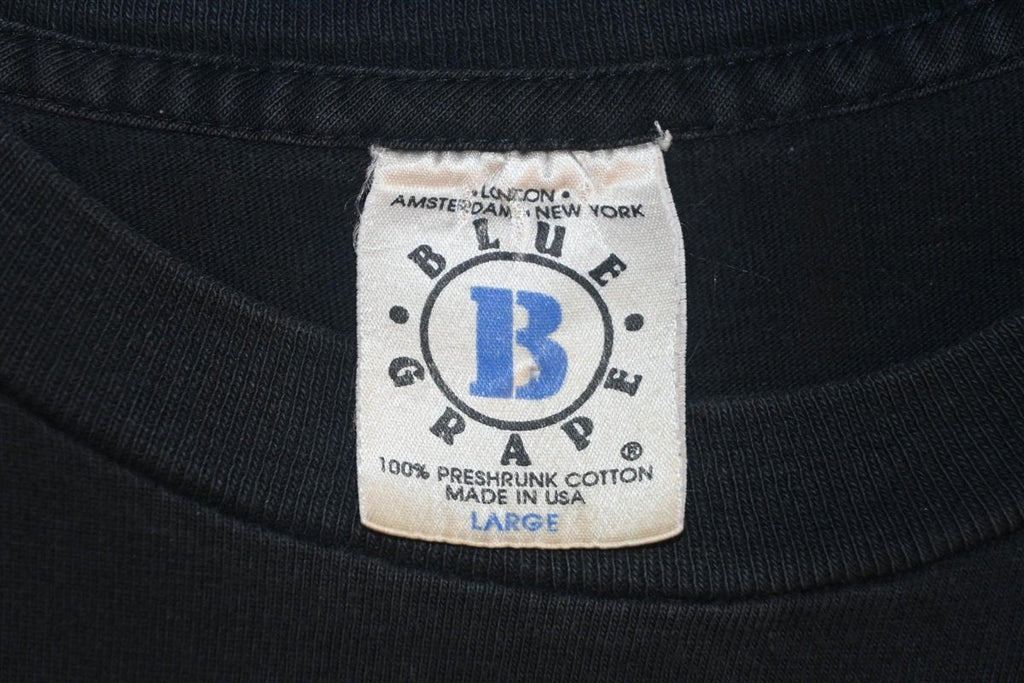 • LONDON •
AMSTERDAM • NEW YORK
• BLUE •
B
GRAPE ®
100% PRESHRUNK COTTON
MADE IN USA
LARGE